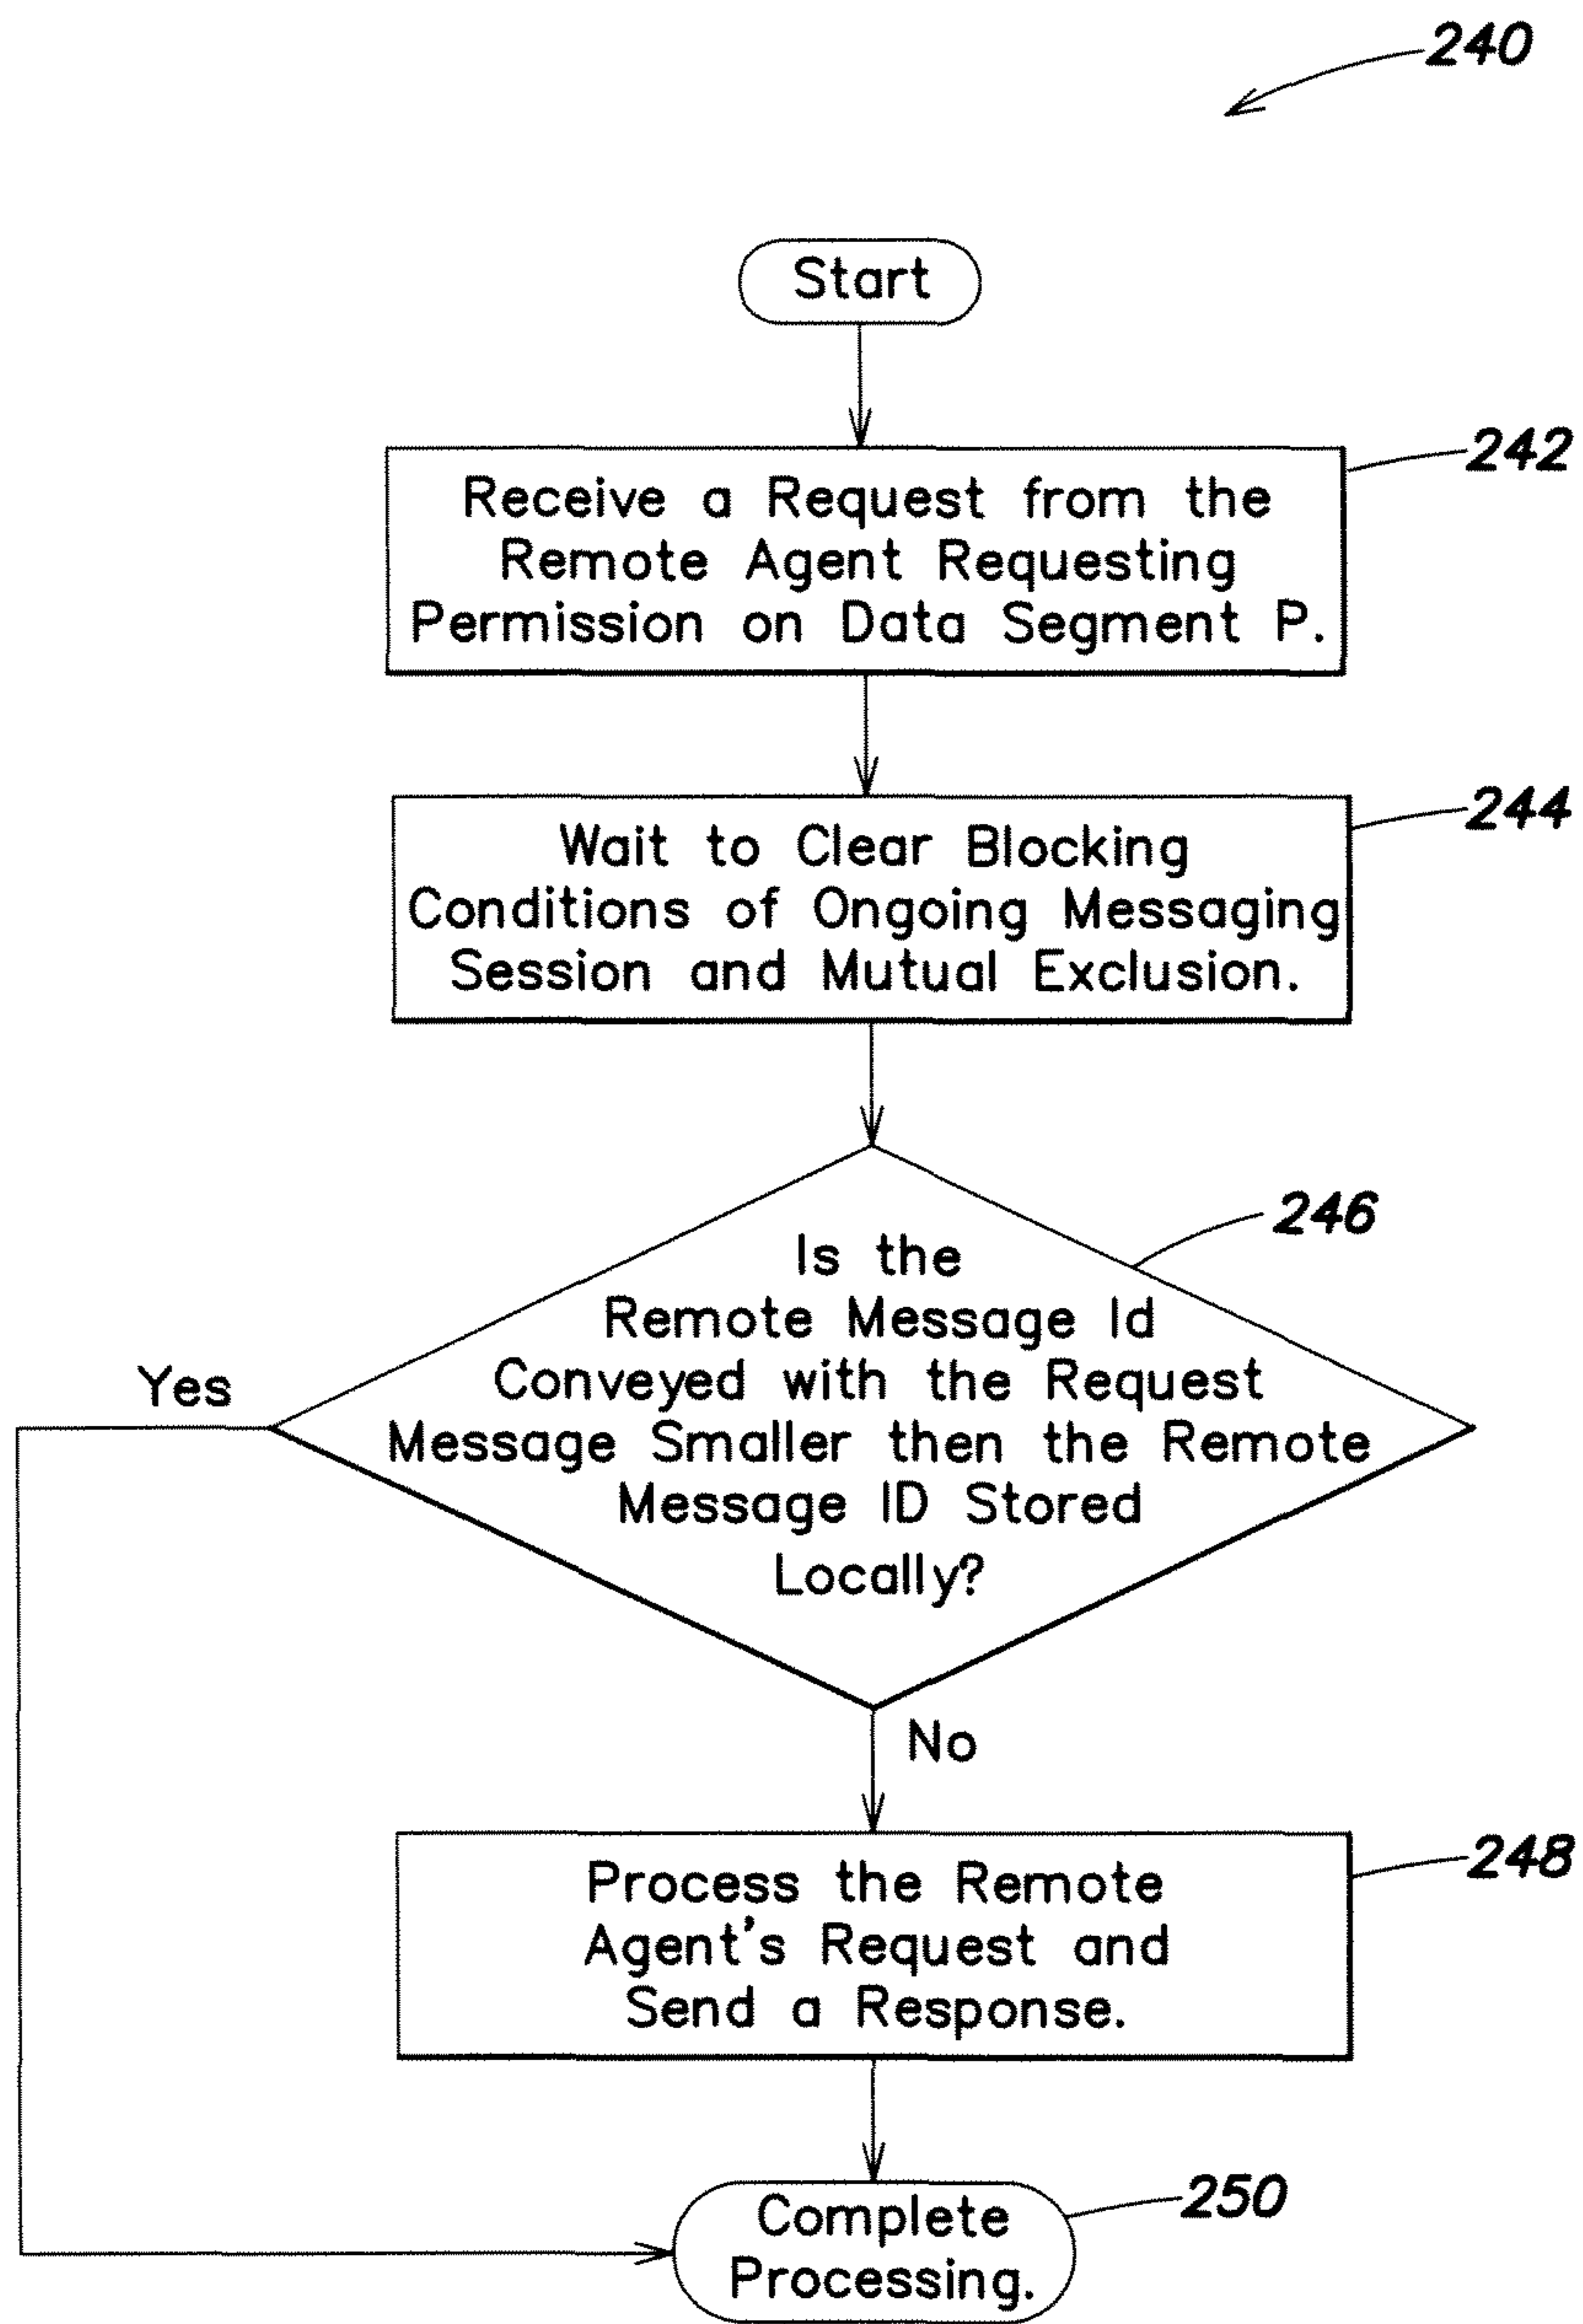 240
Start
242
Receive a Request from the
Remote Agent Requesting
Permission on Data Segment P.
244
Wait to Clear Blocking
Conditions of Ongoing Messaging
Session and Mutual Exclusion.
246
Is the
Remote Message Id
Conveyed with the Request
Message Smaller then the Remote
Message ID Stored
Locally?
Yes
No
248
Process the Remote
Agent's Request and
Send a Response.
250
Complete
Processing.